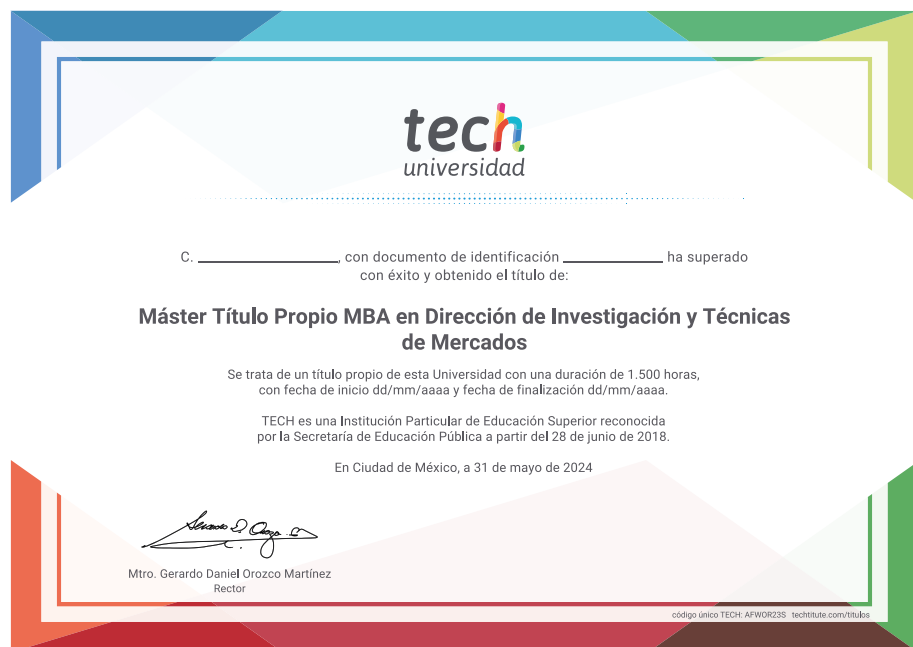 tech
universidad
C. ____________, con documento de identificación ____________ ha superado
con éxito y obtenido el título de:
Máster Título Propio MBA en Dirección de Investigación y Técnicas
de Mercados
Se trata de un título propio de esta Universidad con una duración de 1.500 horas,
con fecha de inicio dd/mm/aaaa y fecha de finalización dd/mm/aaaa.
TECH es una Institución Particular de Educación Superior reconocida
por la Secretaría de Educación Pública a partir del 28 de junio de 2018.
En Ciudad de México, a 31 de mayo de 2024
Mtro. Gerardo Daniel Orozco Martínez
Rector
código único TECH: AFWOR23S techtitute.com/titulos